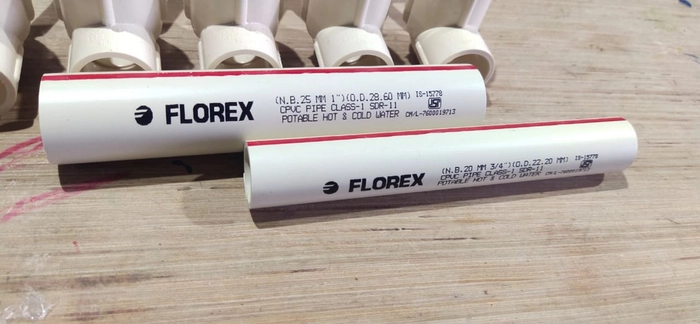 FLOREX
(N.B.25 MM 1")(O.D.28.60 MM) IS-15778
CPVC PIPE CLASS-1 SDR-11
POTABLE HOT & COLD WATER CM/L-7600019713
FLOREX
(N.B.20 MM 3/4")(O.D.22.20 MM) IS-15778
CPVC PIPE CLASS-1 SDR-11
POTABLE HOT & COLD WATER